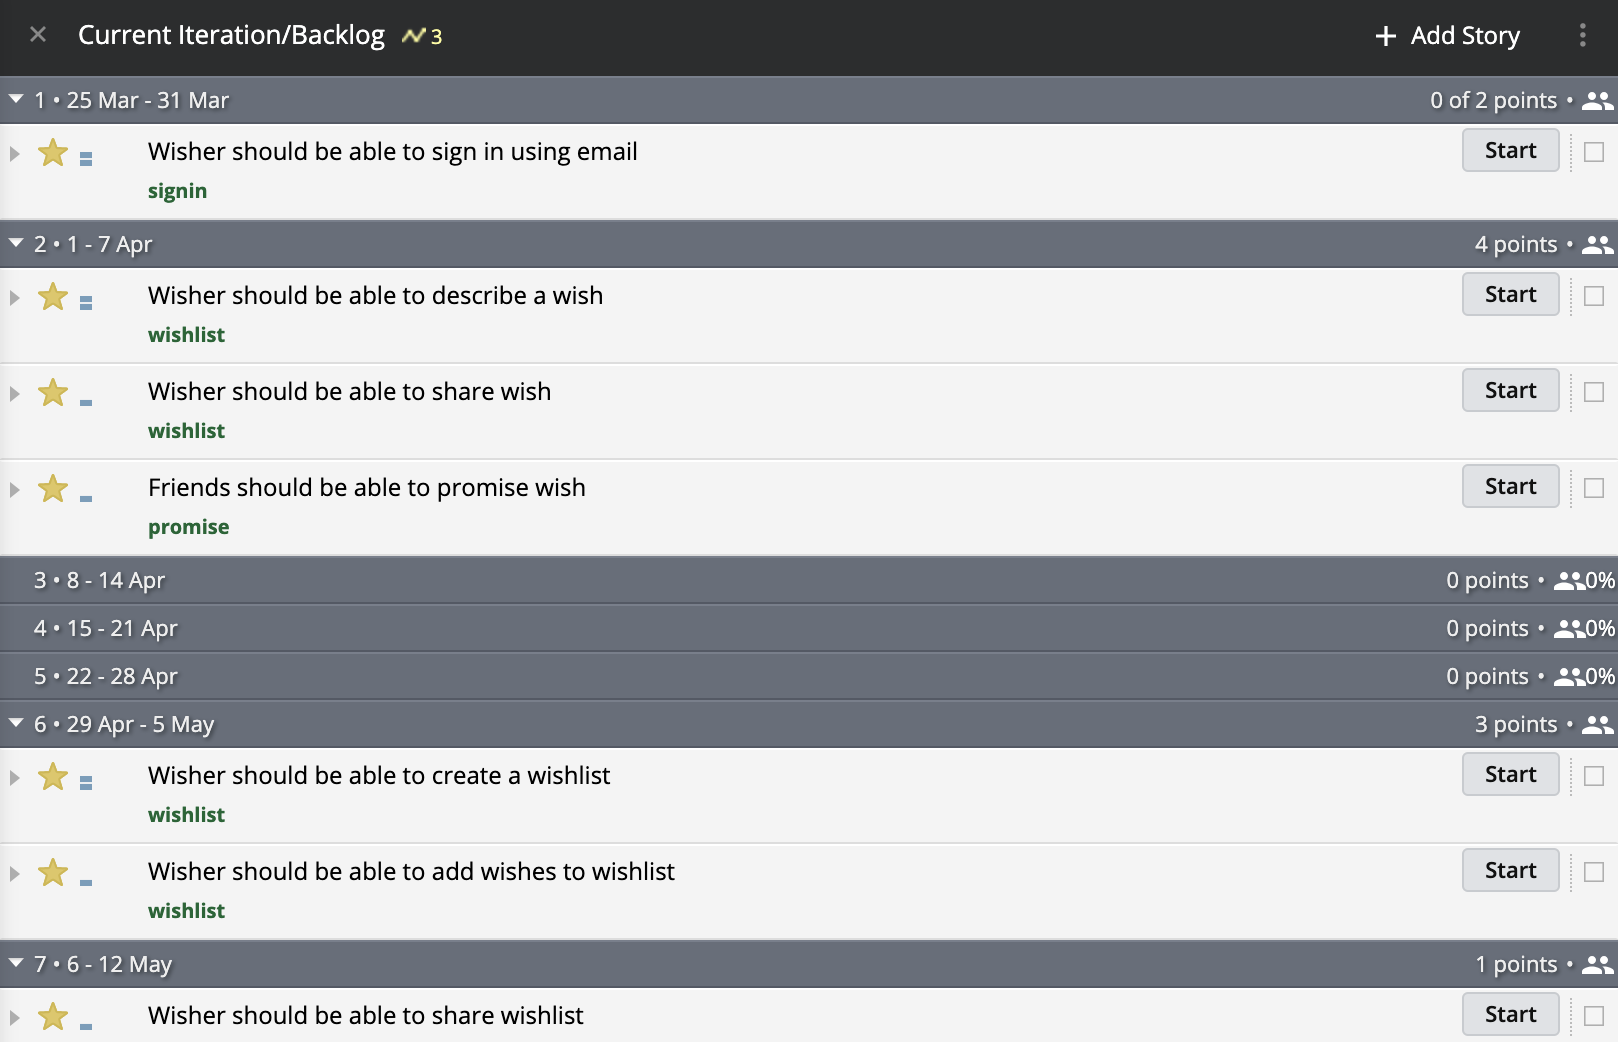 Current Iteration/Backlog 3 + Add Story
1 • 25 Mar - 31 Mar 0 of 2 points •
Wisher should be able to sign in using email Start
signin
2 • 1 - 7 Apr 4 points •
Wisher should be able to describe a wish Start
wishlist
Wisher should be able to share wish Start
wishlist
Friends should be able to promise wish Start
promise
3 • 8 - 14 Apr 0 points • 0%
4 • 15 - 21 Apr 0 points • 0%
5 • 22 - 28 Apr 0 points • 0%
6 • 29 Apr - 5 May 3 points •
Wisher should be able to create a wishlist Start
wishlist
Wisher should be able to add wishes to wishlist Start
wishlist
7 • 6 - 12 May 1 points •
Wisher should be able to share wishlist Start